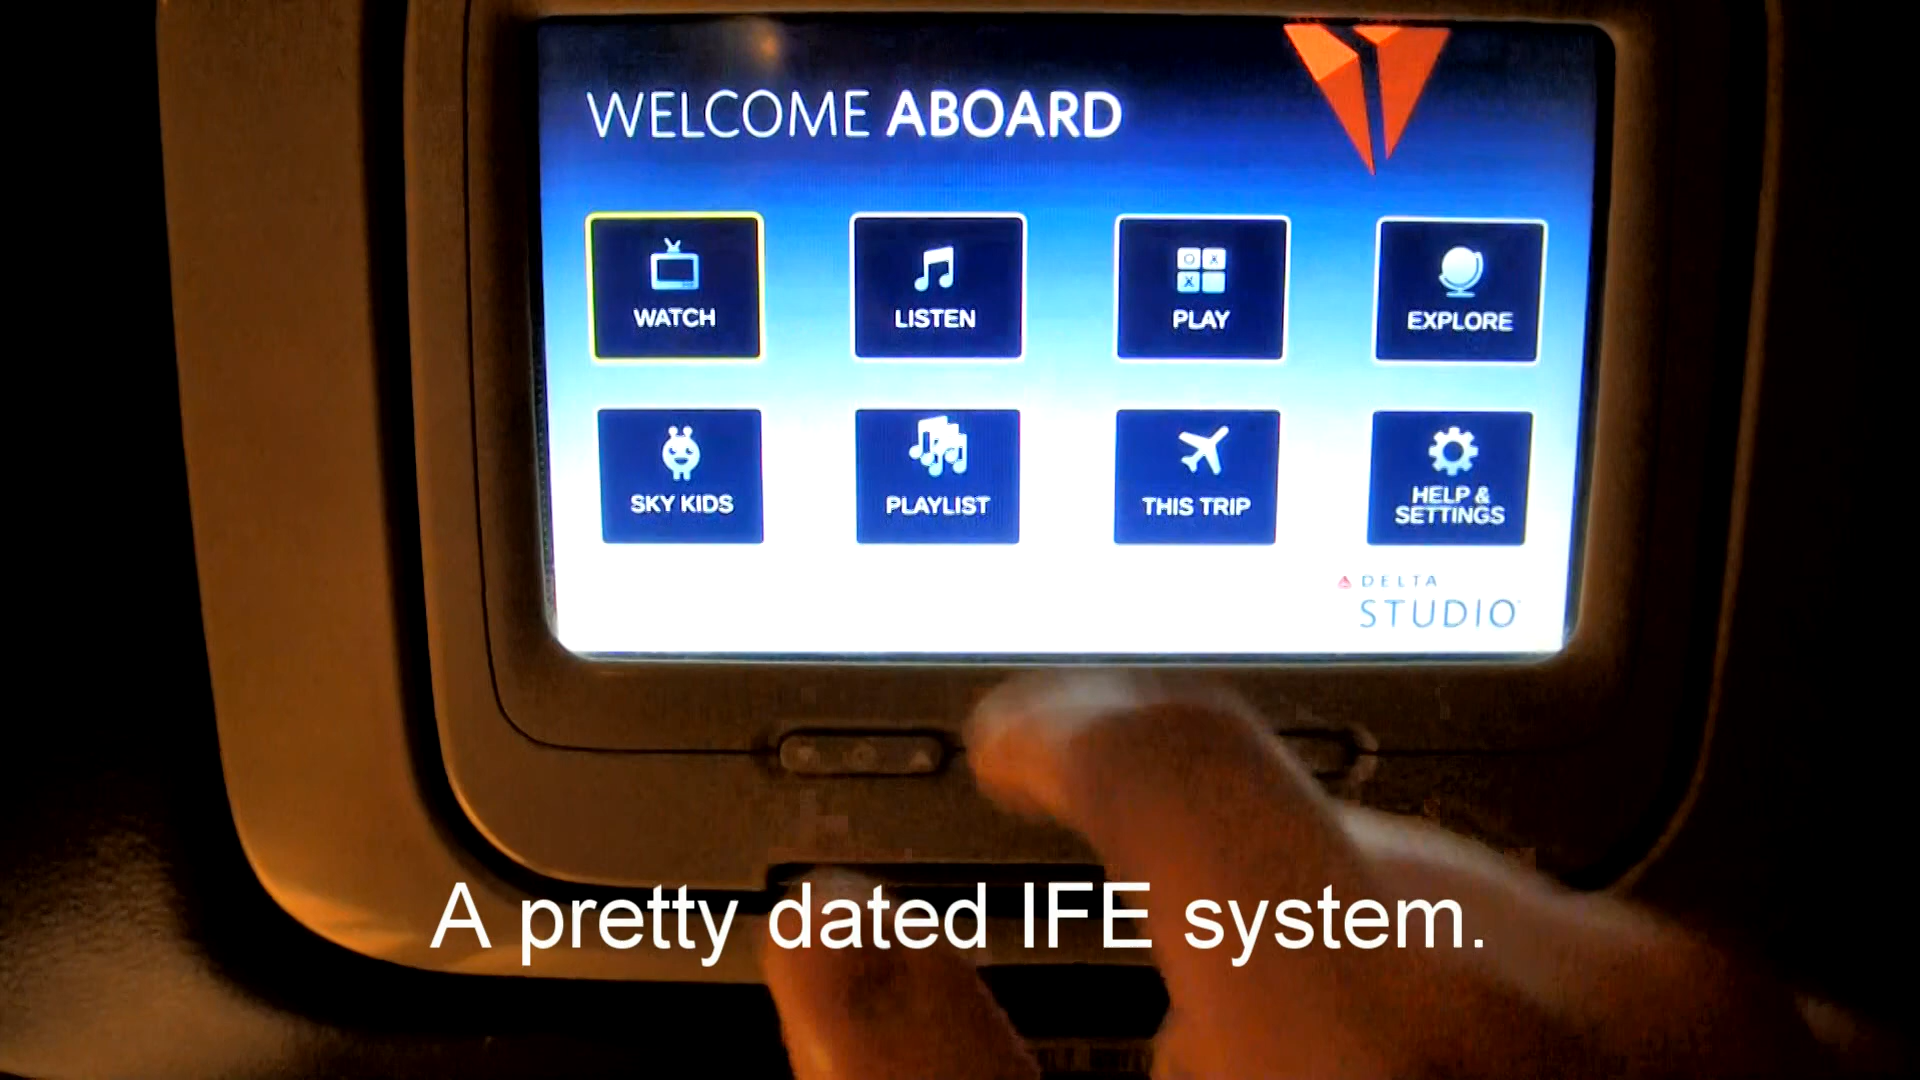 WELCOME ABOARD
WATCH
LISTEN
PLAY
EXPLORE
SKY KIDS
PLAYLIST
THIS TRIP
HELP &
SETTINGS
DELTA
STUDIO
A pretty dated IFE system.